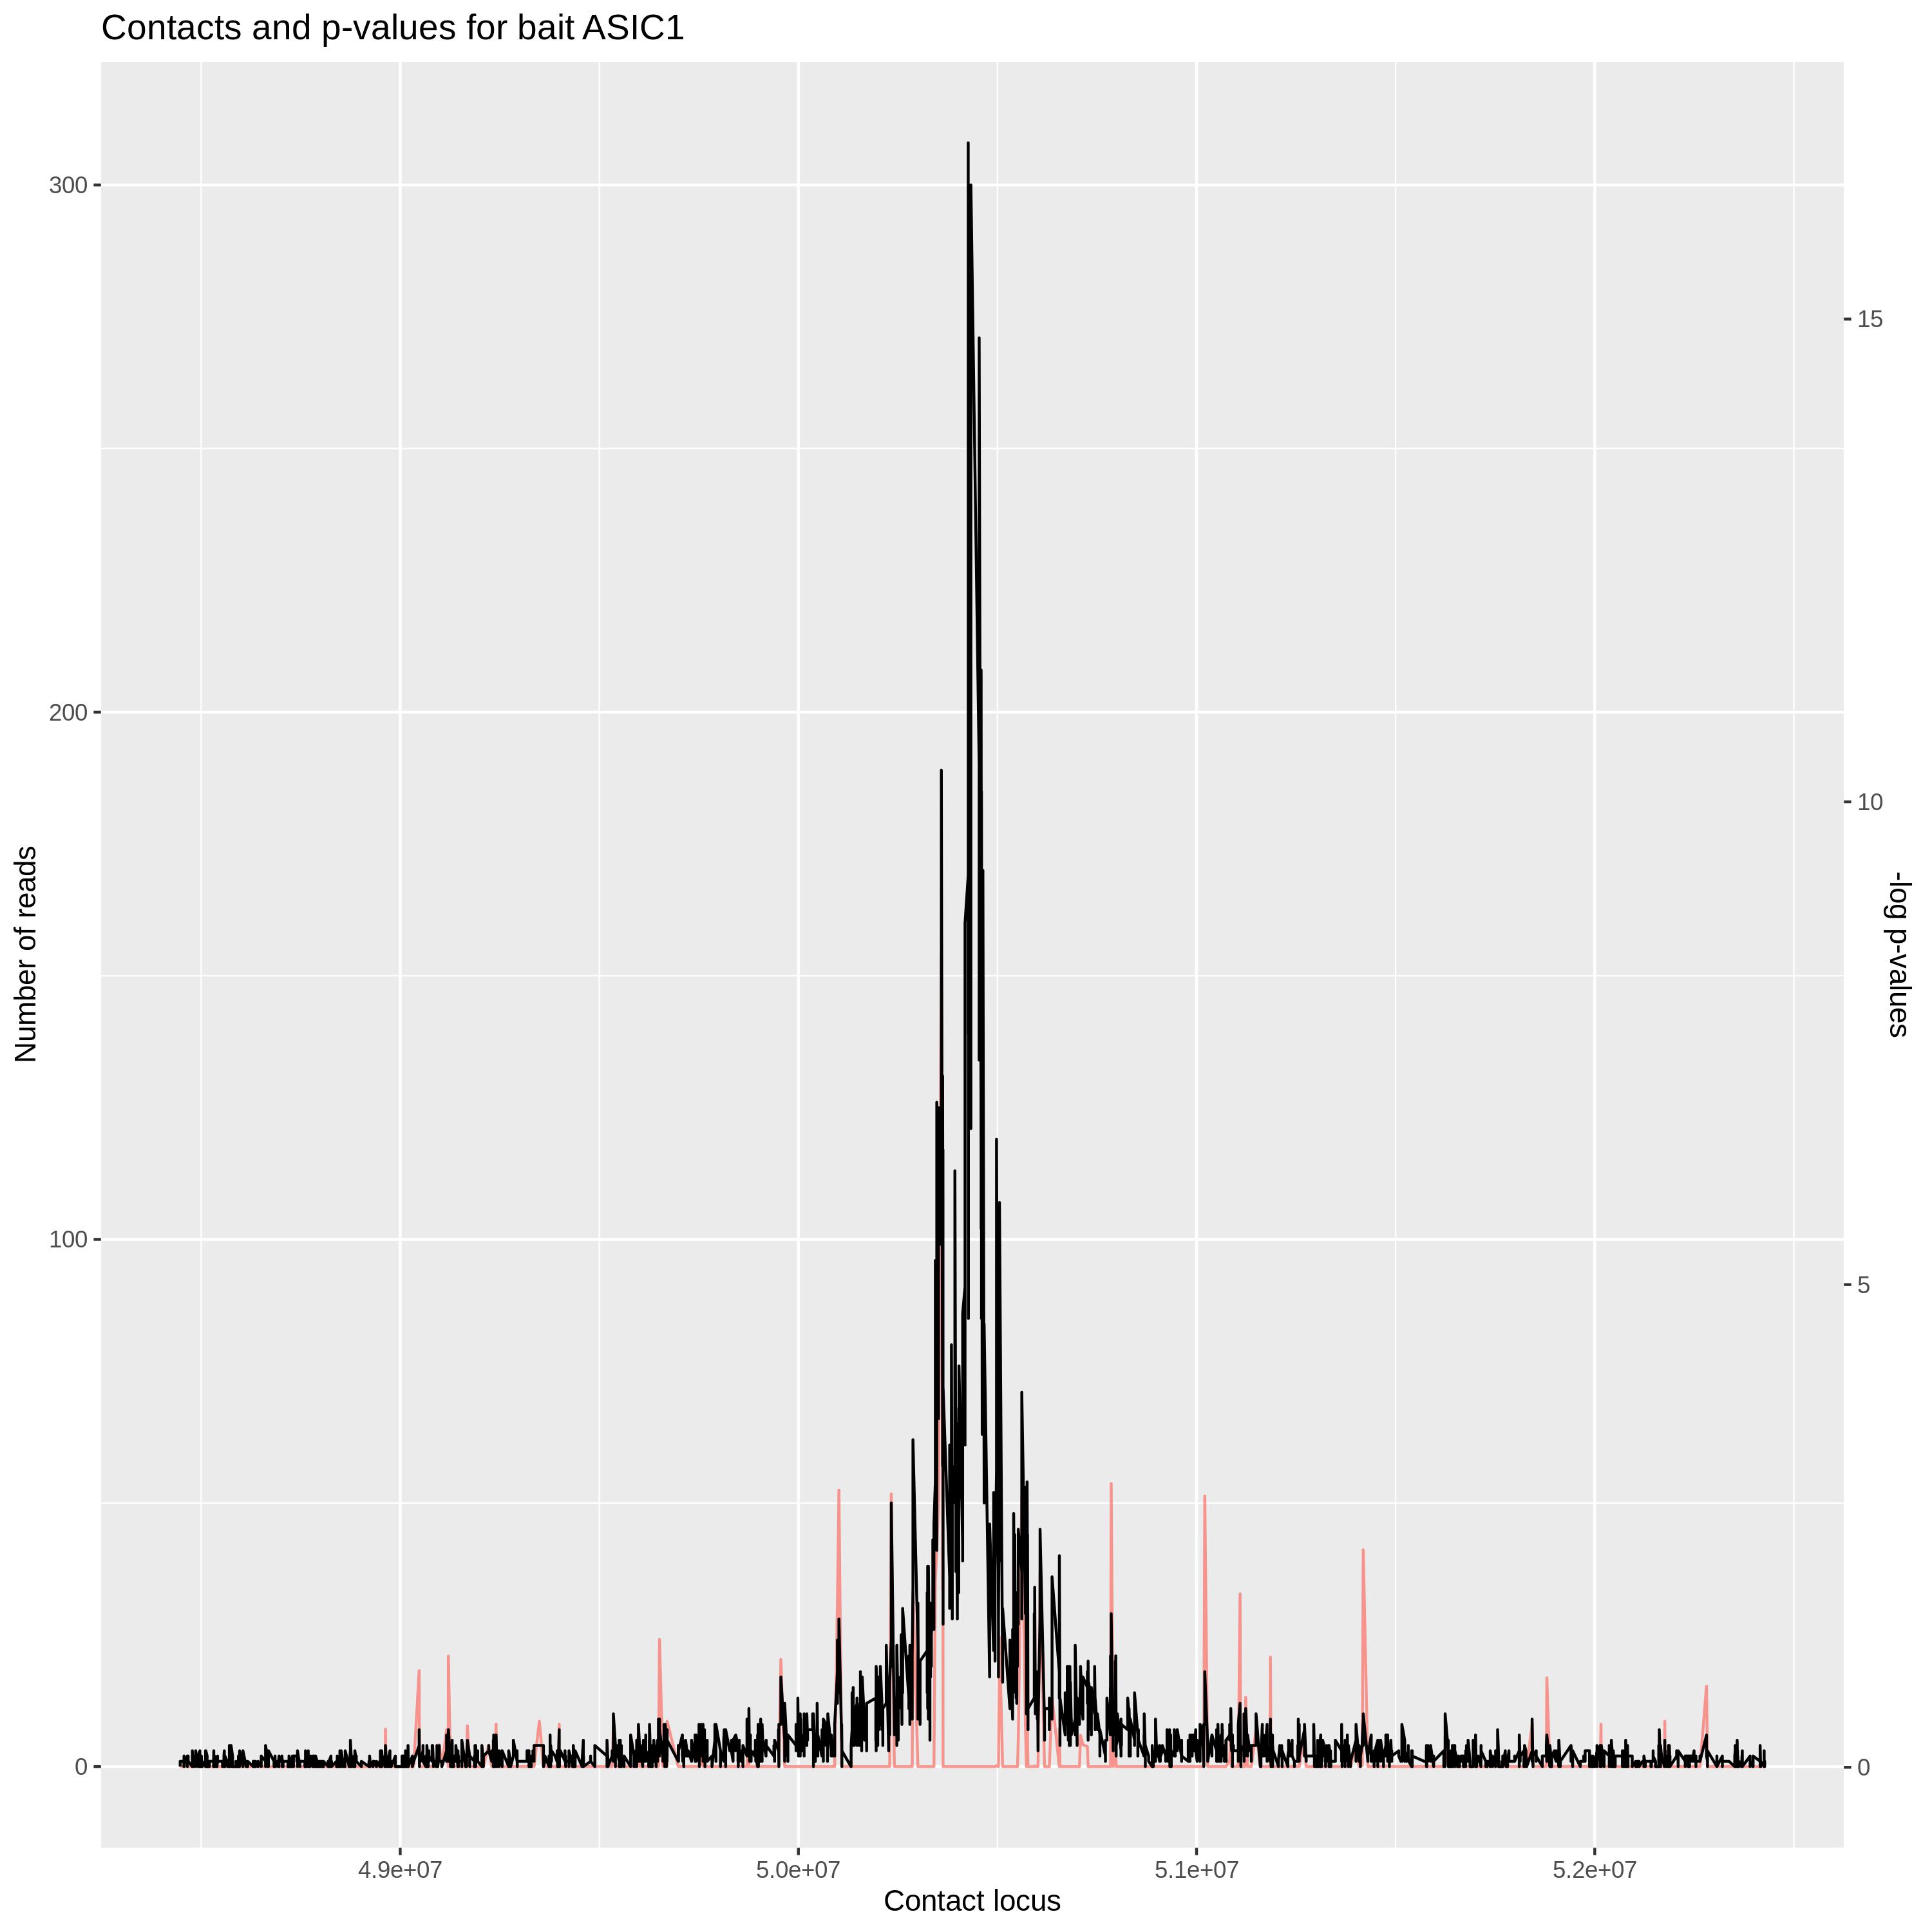 Contacts and p-values for bait ASIC1
300
200
100
0
15
10
5
0
Number of reads
-log p-values
4.9e+07
5.0e+07
5.1e+07
5.2e+07
Contact locus